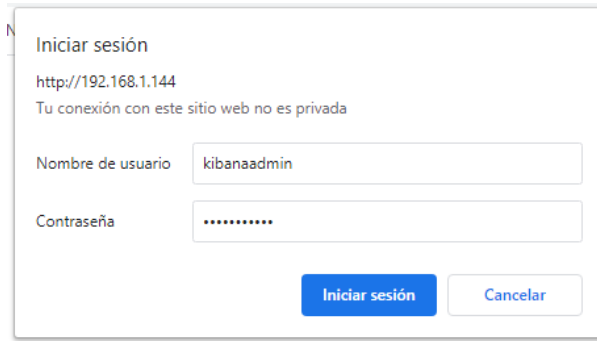 N
Iniciar sesión
http://192.168.1.144
Tu conexión con este sitio web no es privada
Nombre de usuario kibanaadmin
Contraseña •••••••••••
Iniciar sesión Cancelar